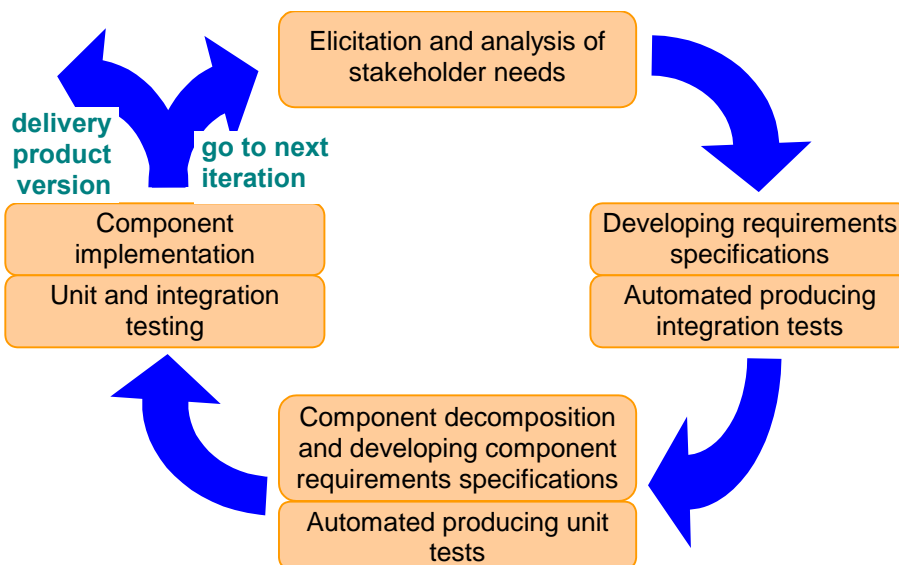 Elicitation and analysis of
stakeholder needs
delivery
product
version
go to next
iteration
Component
implementation
Unit and integration
testing
Developing requirements
specifications
Automated producing
integration tests
Component decomposition
and developing component
requirements specifications
Automated producing unit
tests